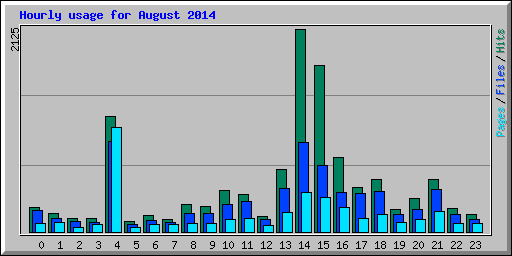 Hourly usage for August 2014
2125
Pages / Files / Hits
0 1 2 3 4 5 6 7 8 9 10 11 12 13 14 15 16 17 18 19 20 21 22 23